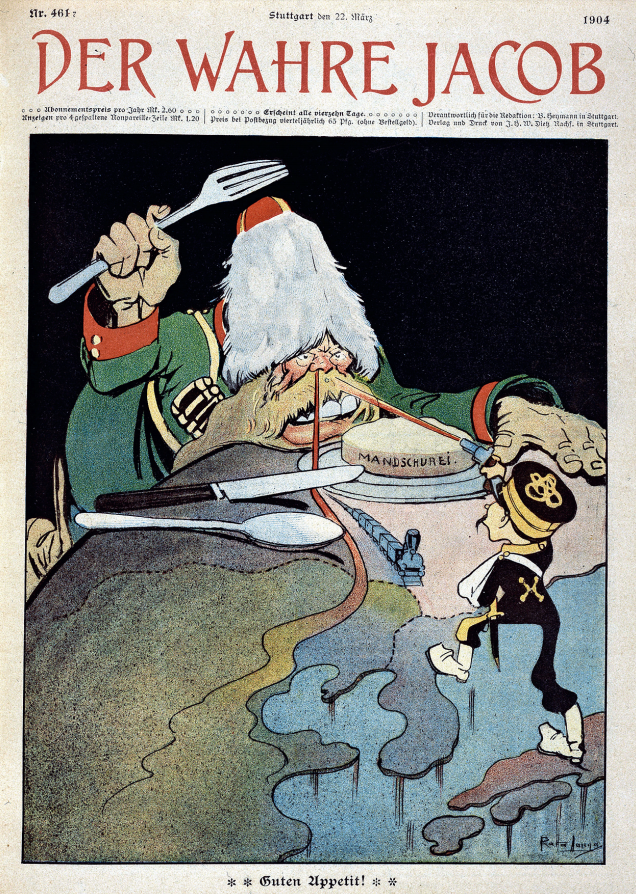 Nr. 461
Stuttgart den 22. März
1904
DER WAHRE JACOB
Abonnementspreis pro Jahr Mk. 2.60
Anzeigen pro 4 gespaltene Nonpareille-Zeile Mk. 1.20
Erscheint alle vierzehn Tage.
Preis bei Postbezug vierteljährlich 65 Pfg. (ohne Bestellgeld).
Verantwortlich für die Redaktion: B. Heymann in Stuttgart.
Verlag und Druck von J. H. W. Dietz Nachf. in Stuttgart.
MANDSCHUREI.
Rata Langa
Guten Appetit!